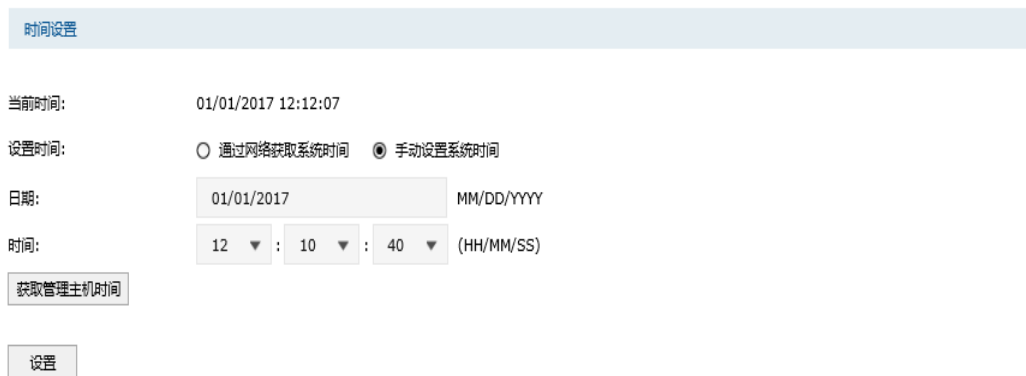 时间设置
当前时间: 01/01/2017 12:12:07
设置时间: 通过网络获取系统时间 手动设置系统时间
日期: 01/01/2017 MM/DD/YYYY
时间: 12 : 10 : 40 (HH/MM/SS)
获取管理主机时间
设置